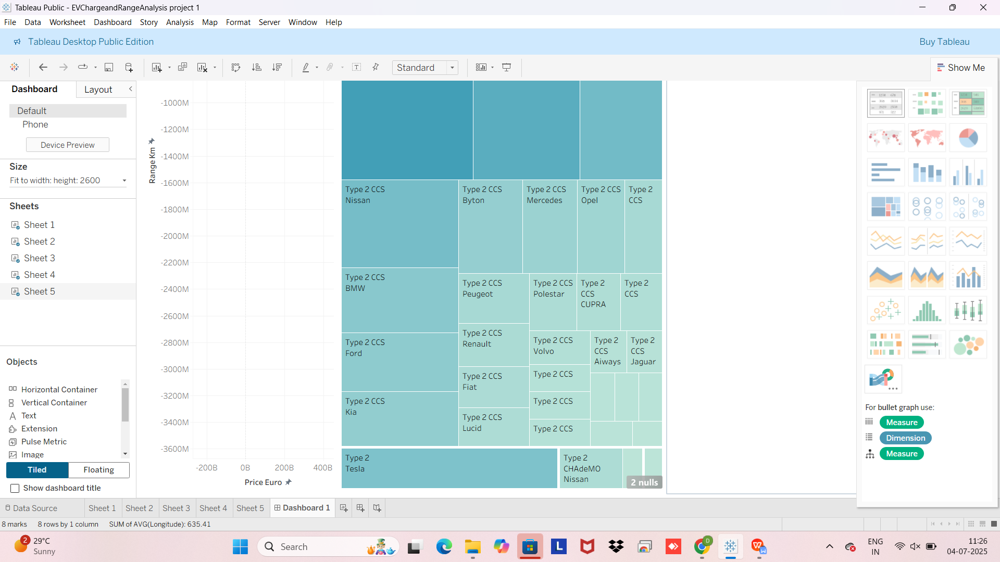 Tableau Public - EVChargeandRangeAnalysis project 1
File Data Worksheet Dashboard Story Analysis Map Format Server Window Help
Tableau Desktop Public Edition
Buy Tableau
Standard
Show Me
Dashboard
Layout
Default
Phone
Device Preview
Size
Fit to width: height: 2600
Sheets
Sheet 1
Sheet 2
Sheet 3
Sheet 4
Sheet 5
Objects
Horizontal Container
Vertical Container
Text
Extension
Pulse Metric
Image
Tiled
Floating
Show dashboard title
Range Km
-1000M
-1200M
-1400M
-1600M
-1800M
-2000M
-2200M
-2400M
-2600M
-2800M
-3000M
-3200M
-3400M
-3600M
-200B 0B 200B 400B
Price Euro
Type 2 CCS
Nissan
Type 2 CCS
BMW
Type 2 CCS
Ford
Type 2 CCS
Kia
Type 2 CCS
Byton
Type 2 CCS
Mercedes
Type 2 CCS
Opel
Type 2
CCS
Type 2 CCS
Peugeot
Type 2 CCS
Polestar
Type 2
CCS
CUPRA
Type 2
CCS
Type 2 CCS
Renault
Type 2 CCS
Volvo
Type 2
CCS
Aiways
Type 2
CCS
Jaguar
Type 2 CCS
Fiat
Type 2 CCS
Type 2 CCS
Type 2 CCS
Lucid
Type 2 CCS
Type 2
Tesla
Type 2
CHAdeMO
Nissan
2 nulls
For bullet graph use:
Measure
Dimension
Measure
Data Source
Sheet 1
Sheet 2
Sheet 3
Sheet 4
Sheet 5
Dashboard 1
8 marks 8 rows by 1 column SUM of AVG(Longitude): 635.41
2
29°C
Sunny
Search
L
D
ENG
IN
11:26
04-07-2025